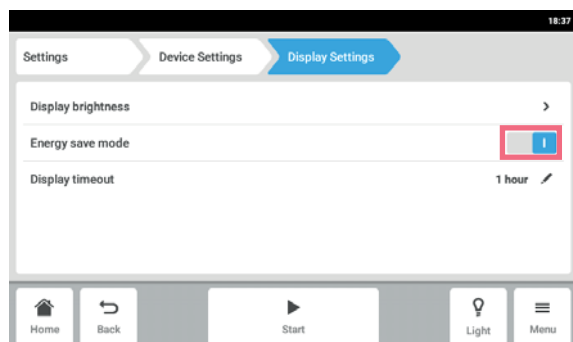 18:37
Settings Device Settings Display Settings
Display brightness
Energy save mode
Display timeout 1 hour
Home Back Start Light Menu